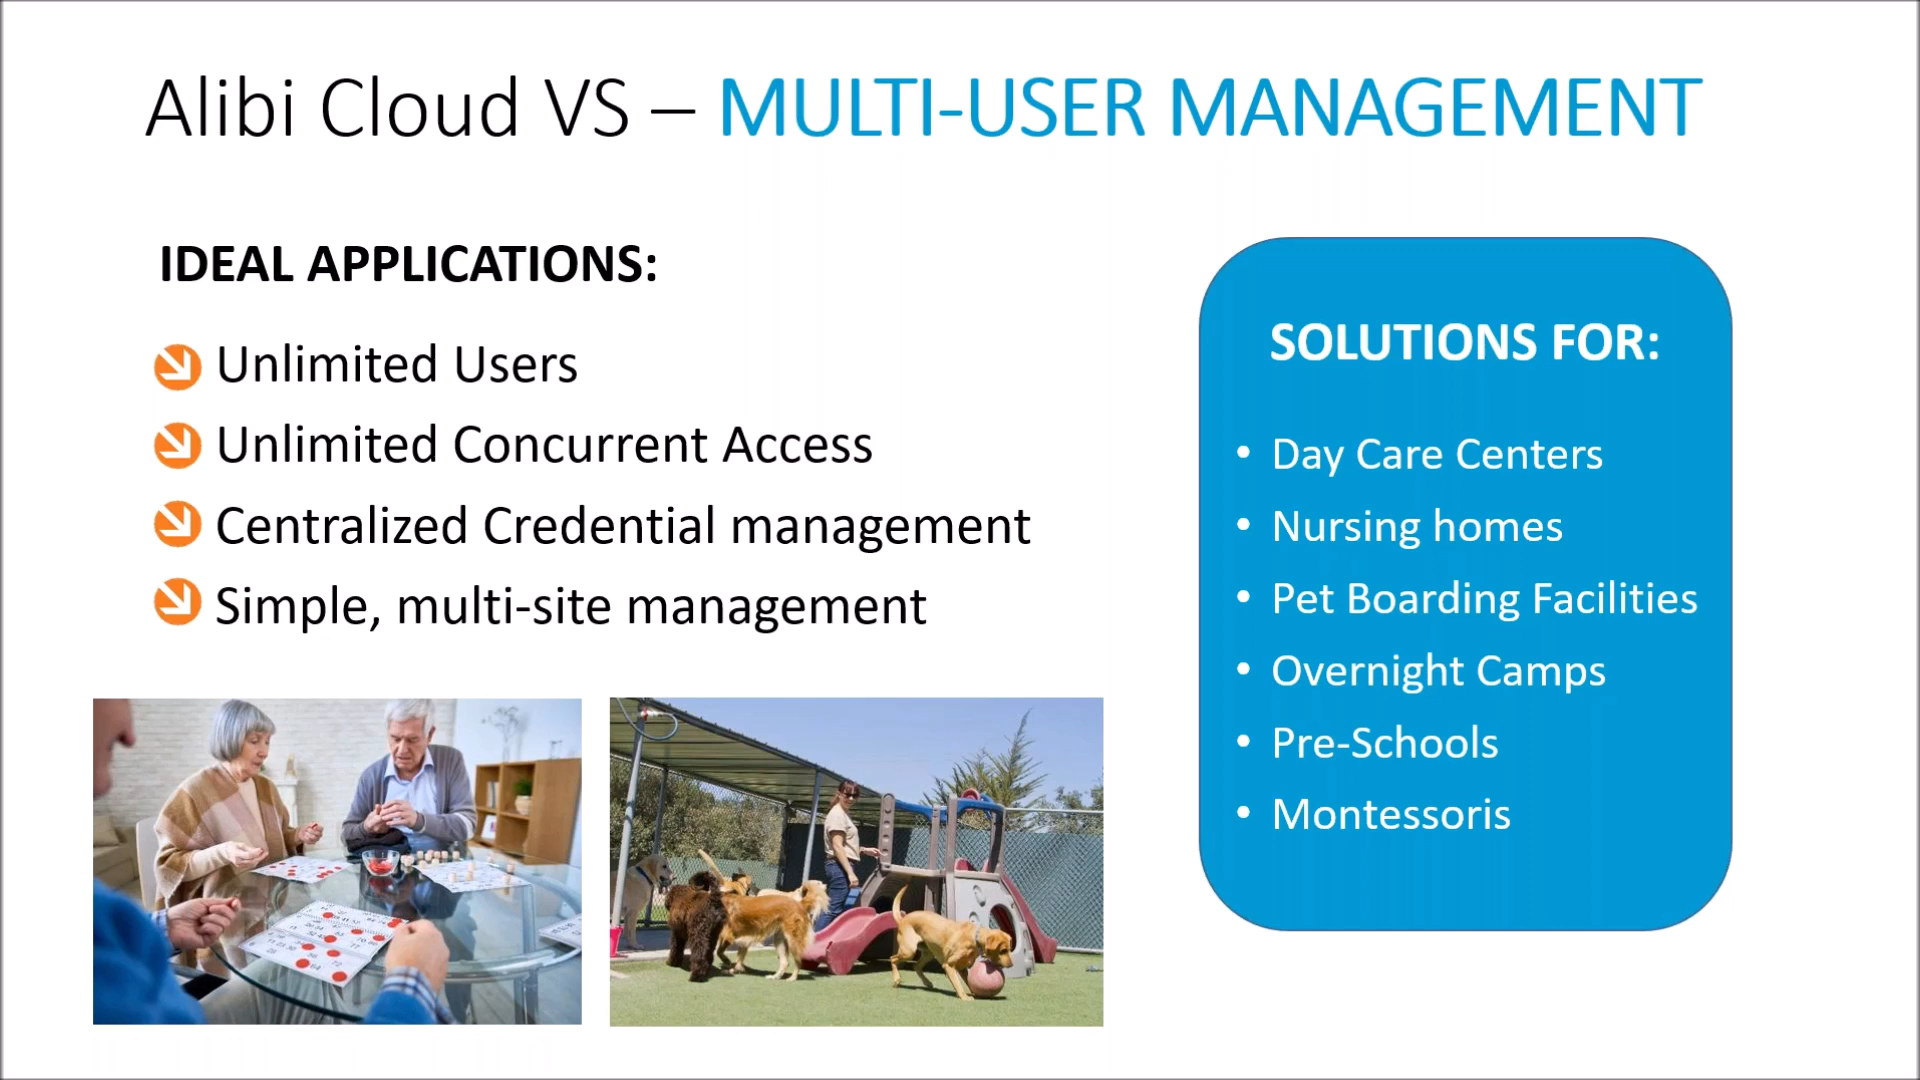 Alibi Cloud VS – MULTI-USER MANAGEMENT
IDEAL APPLICATIONS:
Unlimited Users
Unlimited Concurrent Access
Centralized Credential management
Simple, multi-site management
SOLUTIONS FOR:
• Day Care Centers
• Nursing homes
• Pet Boarding Facilities
• Overnight Camps
• Pre-Schools
• Montessoris